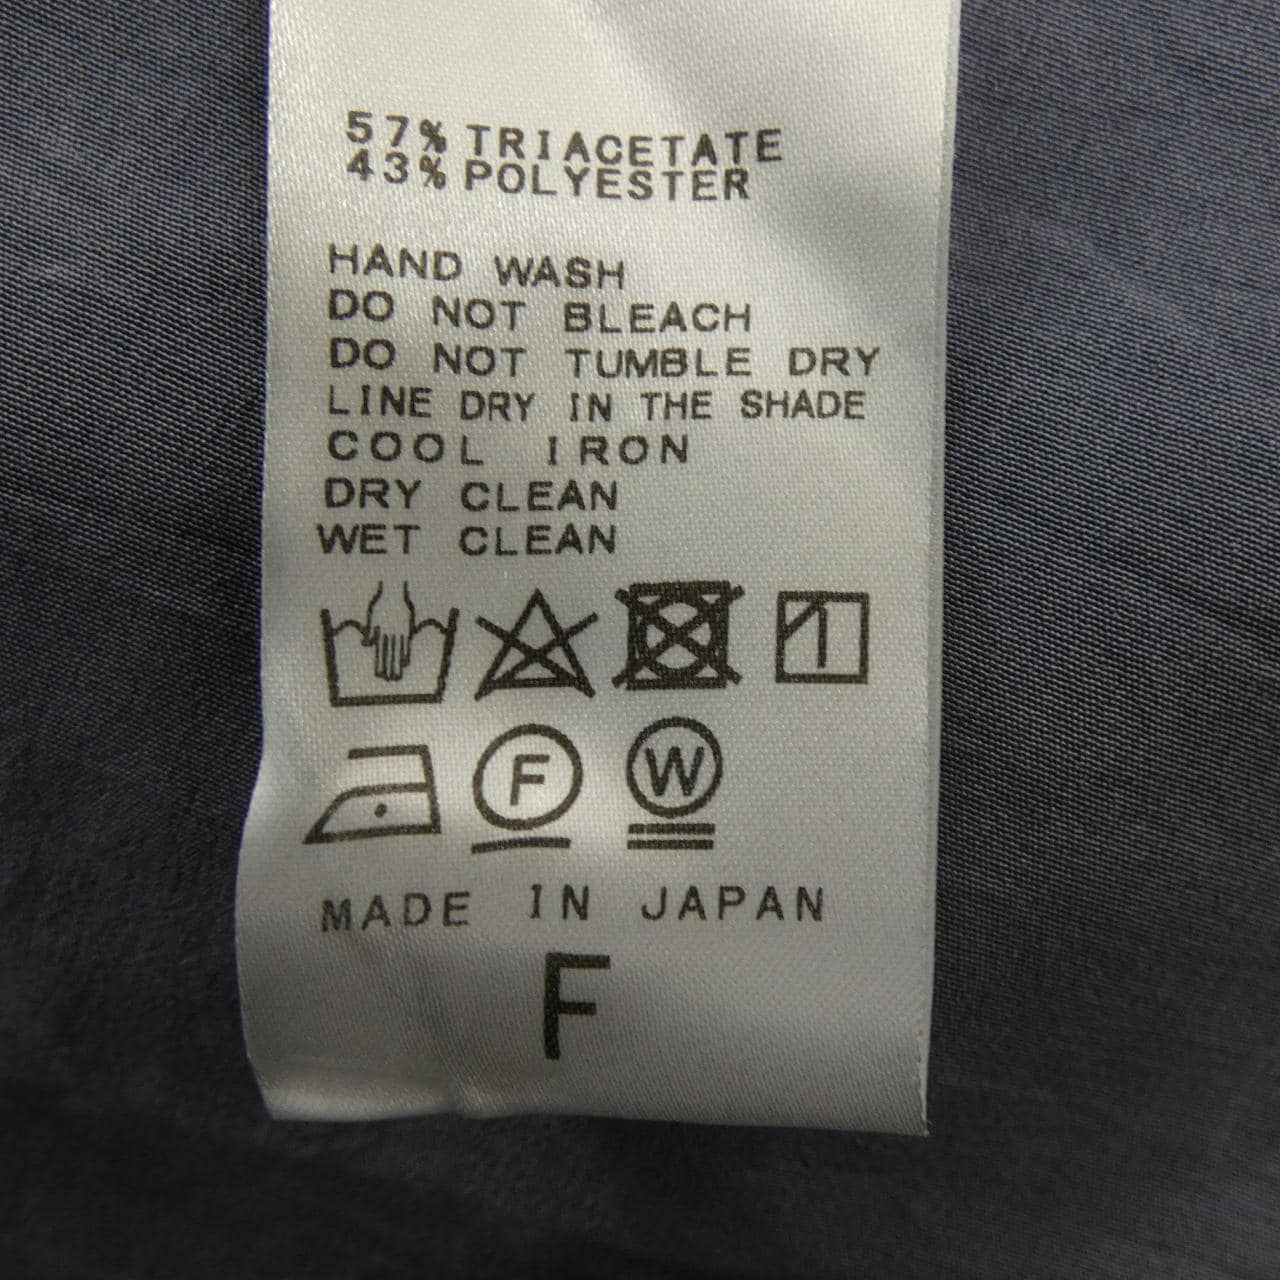 57% TRIACETATE
43% POLYESTER
HAND WASH
DO NOT BLEACH
DO NOT TUMBLE DRY
LINE DRY IN THE SHADE
COOL IRON
DRY CLEAN
WET CLEAN
F W
MADE IN JAPAN
F